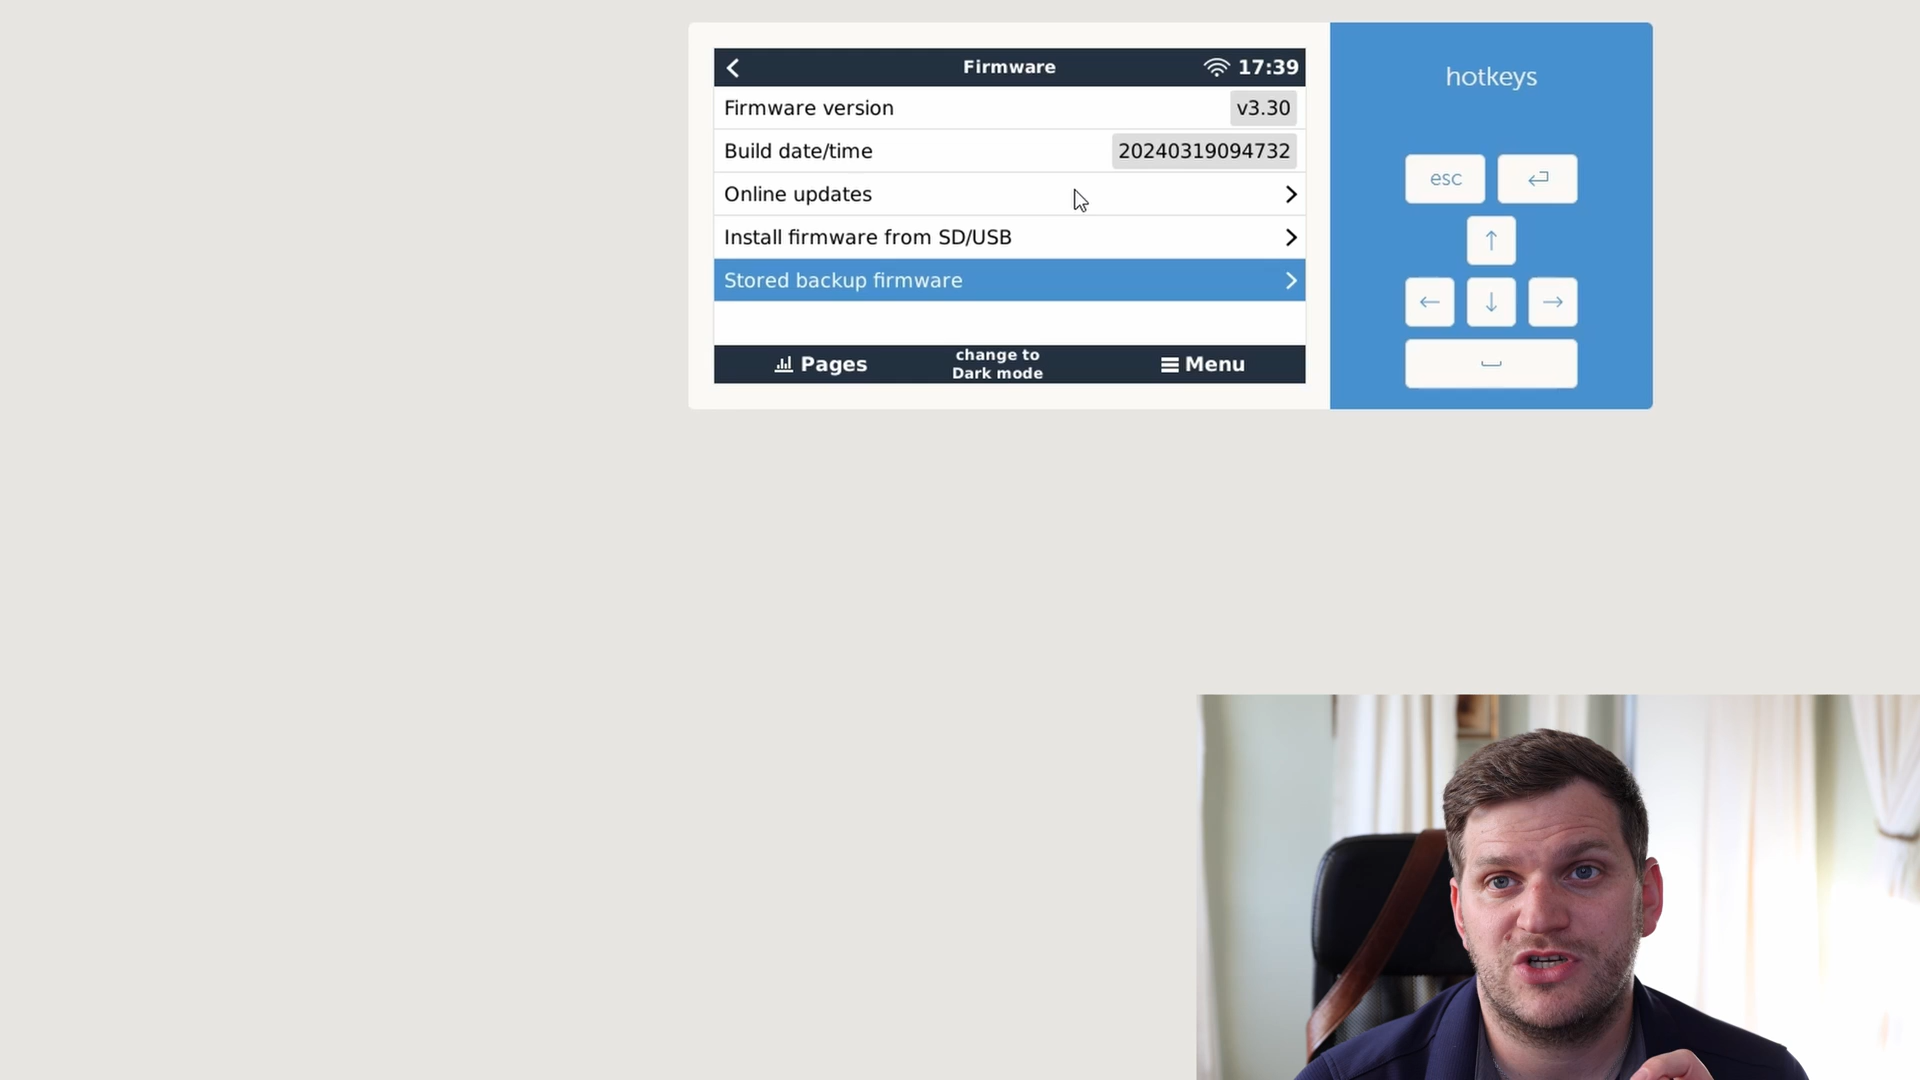 Firmware
17:39
Firmware version
v3.30
Build date/time
20240319094732
Online updates
Install firmware from SD/USB
Stored backup firmware
Pages
change to
Dark mode
Menu
hotkeys
esc